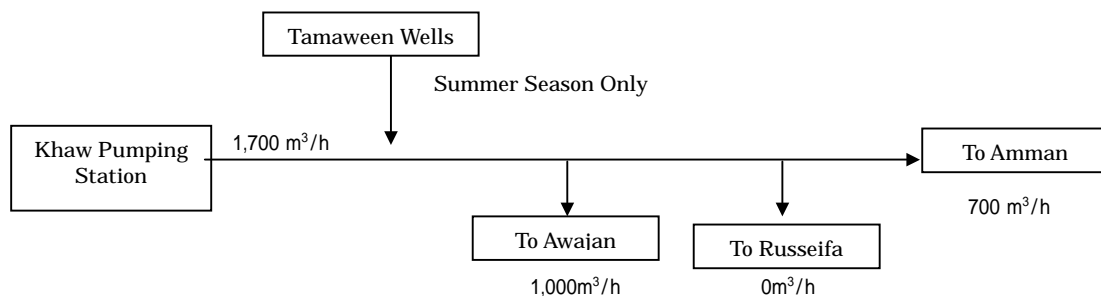 Tamaween Wells
Summer Season Only
1,700 m³/h
Khaw Pumping
Station
To Amman
700 m³/h
To Awajan
1,000m³/h
To Russeifa
0m³/h